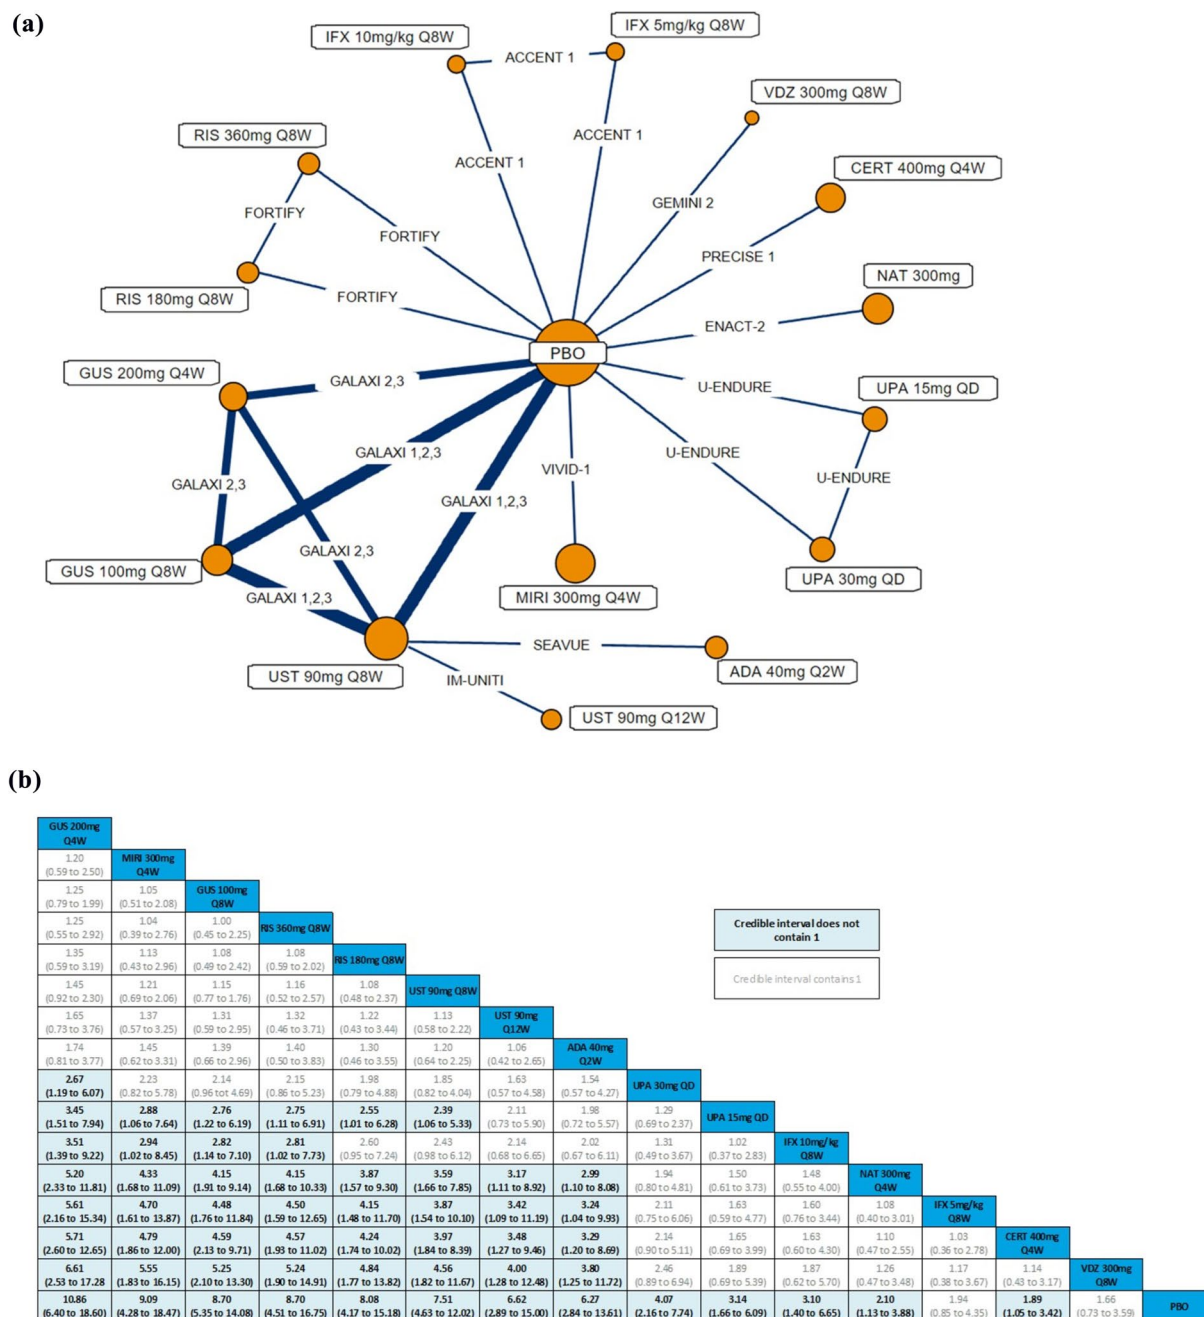 (a)
IFX 10mg/kg Q8W
IFX 5mg/kg Q8W
ACCENT 1
VDZ 300mg Q8W
RIS 360mg Q8W
ACCENT 1
ACCENT 1
CERT 400mg Q4W
FORTIFY
GEMINI 2
FORTIFY
PRECISE 1
NAT 300mg
RIS 180mg Q8W
FORTIFY
ENACT-2
PBO
GUS 200mg Q4W
GALAXI 2,3
U-ENDURE
UPA 15mg QD
GALAXI 1,2,3
U-ENDURE
VIVID-1
U-ENDURE
GALAXI 2,3
GALAXI 1,2,3
GALAXI 2,3
GUS 100mg Q8W
UPA 30mg QD
GALAXI 1,2,3
MIRI 300mg Q4W
SEAVUE
UST 90mg Q8W
IM-UNITI
ADA 40mg Q2W
UST 90mg Q12W
(b)
GUS 200mg
Q4W
1.20 MIRI 300mg
(0.59 to 2.50) Q4W
1.25 1.05 GUS 100mg
(0.79 to 1.99) (0.51 to 2.08) Q8W
1.25 1.04 1.00 RIS 360mg Q8W
(0.55 to 2.92) (0.39 to 2.76) (0.45 to 2.25)
Credible interval does not
contain 1
1.35 1.13 1.08 1.08 RIS 180mg Q8W
(0.59 to 3.19) (0.43 to 2.96) (0.49 to 2.42) (0.59 to 2.02)
Credible interval contains 1
1.45 1.21 1.15 1.16 1.08 UST 90mg Q8W
(0.92 to 2.30) (0.69 to 2.06) (0.77 to 1.76) (0.52 to 2.57) (0.48 to 2.37)
1.65 1.37 1.31 1.32 1.22 1.13 UST 90mg
(0.73 to 3.76) (0.57 to 3.25) (0.59 to 2.95) (0.46 to 3.71) (0.43 to 3.44) (0.58 to 2.22) Q12W
1.74 1.45 1.39 1.40 1.30 1.20 1.06 ADA 40mg
(0.81 to 3.77) (0.62 to 3.31) (0.66 to 2.96) (0.50 to 3.83) (0.46 to 3.55) (0.64 to 2.25) (0.42 to 2.65) Q2W
2.67 2.23 2.14 2.15 1.98 1.85 1.63 1.54 UPA 30mg QD
(1.19 to 6.07) (0.82 to 5.78) (0.96 tot 4.69) (0.86 to 5.23) (0.79 to 4.88) (0.82 to 4.04) (0.57 to 4.58) (0.57 to 4.27)
3.45 2.88 2.76 2.75 2.55 2.39 2.11 1.98 1.29 UPA 15mg QD
(1.51 to 7.94) (1.06 to 7.64) (1.22 to 6.19) (1.11 to 6.91) (1.01 to 6.28) (1.06 to 5.33) (0.73 to 5.90) (0.72 to 5.57) (0.69 to 2.37)
3.51 2.94 2.82 2.81 2.60 2.43 2.14 2.02 1.31 1.02 IFX 10mg/kg
(1.39 to 9.22) (1.02 to 8.45) (1.14 to 7.10) (1.02 to 7.73) (0.95 to 7.24) (0.98 to 6.12) (0.68 to 6.65) (0.67 to 6.11) (0.49 to 3.67) (0.37 to 2.83) Q8W
5.20 4.33 4.15 4.15 3.87 3.59 3.17 2.99 1.94 1.50 1.48 NAT 300mg
(2.33 to 11.81) (1.68 to 11.09) (1.91 to 9.14) (1.68 to 10.33) (1.57 to 9.30) (1.66 to 7.85) (1.11 to 8.92) (1.10 to 8.08) (0.80 to 4.81) (0.61 to 3.73) (0.55 to 4.00) Q4W
5.61 4.70 4.48 4.50 4.15 3.87 3.42 3.24 2.11 1.63 1.60 1.08 IFX 5mg/kg
(2.16 to 15.34) (1.61 to 13.87) (1.76 to 11.84) (1.59 to 12.65) (1.48 to 11.70) (1.54 to 10.10) (1.09 to 11.19) (1.04 to 9.93) (0.75 to 6.06) (0.59 to 4.77) (0.76 to 3.44) (0.40 to 3.01) Q8W
5.71 4.79 4.59 4.57 4.24 3.97 3.48 3.29 2.14 1.65 1.63 1.10 1.03 CERT 400mg
(2.60 to 12.65) (1.86 to 12.00) (2.13 to 9.71) (1.93 to 11.02) (1.74 to 10.02) (1.84 to 8.39) (1.27 to 9.46) (1.20 to 8.69) (0.90 to 5.11) (0.69 to 3.99) (0.60 to 4.30) (0.47 to 2.55) (0.36 to 2.78) Q4W
6.61 5.55 5.25 5.24 4.84 4.56 4.00 3.80 2.46 1.89 1.87 1.26 1.17 1.14 VDZ 300mg
(2.53 to 17.28 (1.83 to 16.15) (2.10 to 13.30) (1.90 to 14.91) (1.77 to 13.82) (1.82 to 11.67) (1.28 to 12.48) (1.25 to 11.72) (0.89 to 6.94) (0.69 to 5.39) (0.62 to 5.70) (0.47 to 3.48) (0.38 to 3.67) (0.43 to 3.17) Q8W
10.86 9.09 8.70 8.70 8.08 7.51 6.62 6.27 4.07 3.14 3.10 2.10 1.94 1.89 1.66 PBO
(6.40 to 18.60) (4.28 to 18.47) (5.35 to 14.08) (4.51 to 16.75) (4.17 to 15.18) (4.63 to 12.02) (2.89 to 15.00) (2.84 to 13.61) (2.16 to 7.74) (1.66 to 6.09) (1.40 to 6.65) (1.13 to 3.88) (0.85 to 4.35) (1.05 to 3.42) (0.73 to 3.59)